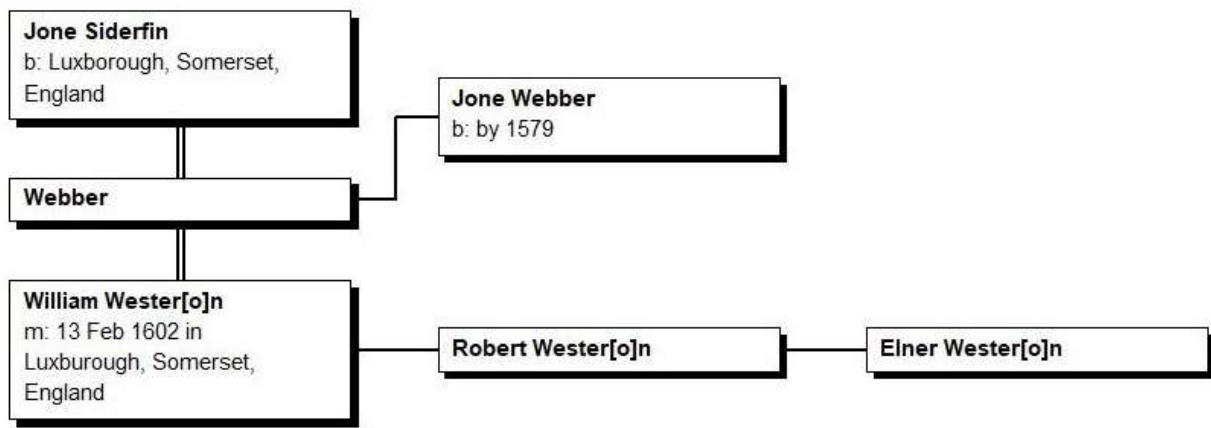 Jone Siderfin
b: Luxborough, Somerset,
England
Jone Webber
b: by 1579
Webber
William Wester[o]n
m: 13 Feb 1602 in
Luxburough, Somerset,
England
Robert Wester[o]n
Elner Wester[o]n